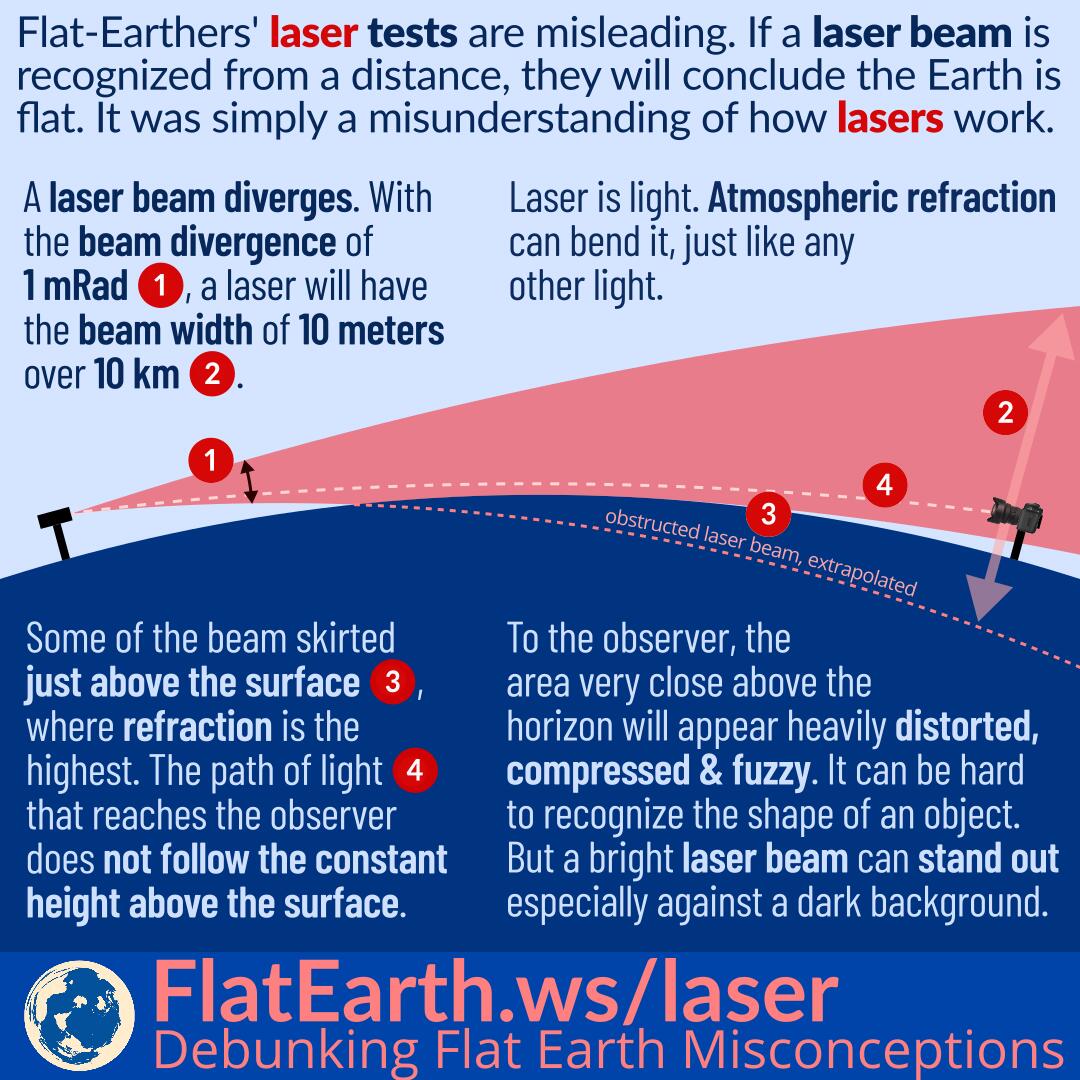 Flat-Earthers' laser tests are misleading. If a laser beam is
recognized from a distance, they will conclude the Earth is
flat. It was simply a misunderstanding of how lasers work.
A laser beam diverges. With
the beam divergence of
1 mRad 1, a laser will have
the beam width of 10 meters
over 10 km 2.
Laser is light. Atmospheric refraction
can bend it, just like any
other light.
2
1
4
3
obstructed laser beam, extrapolated
Some of the beam skirted
just above the surface 3,
where refraction is the
highest. The path of light 4
that reaches the observer
does not follow the constant
height above the surface.
To the observer, the
area very close above the
horizon will appear heavily distorted,
compressed & fuzzy. It can be hard
to recognize the shape of an object.
But a bright laser beam can stand out
especially against a dark background.
FlatEarth.ws/laser
Debunking Flat Earth Misconceptions